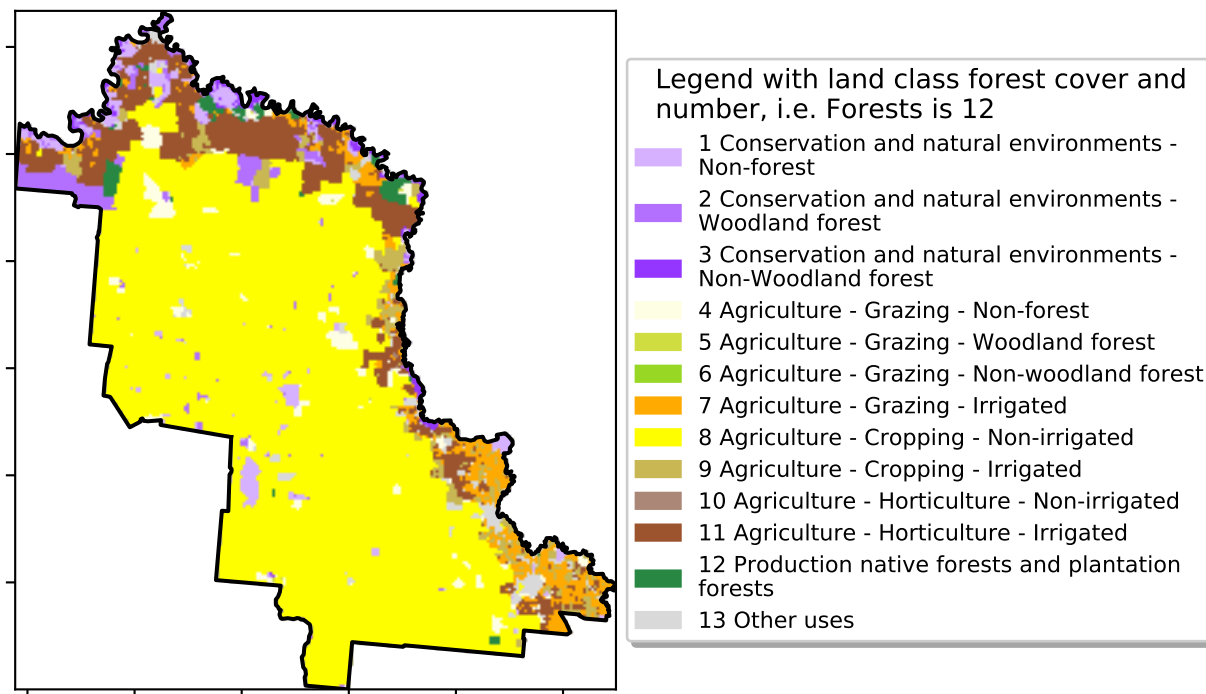 Legend with land class forest cover and
number, i.e. Forests is 12
1 Conservation and natural environments -
Non-forest
2 Conservation and natural environments -
Woodland forest
3 Conservation and natural environments -
Non-Woodland forest
4 Agriculture - Grazing - Non-forest
5 Agriculture - Grazing - Woodland forest
6 Agriculture - Grazing - Non-woodland forest
7 Agriculture - Grazing - Irrigated
8 Agriculture - Cropping - Non-irrigated
9 Agriculture - Cropping - Irrigated
10 Agriculture - Horticulture - Non-irrigated
11 Agriculture - Horticulture - Irrigated
12 Production native forests and plantation
forests
13 Other uses